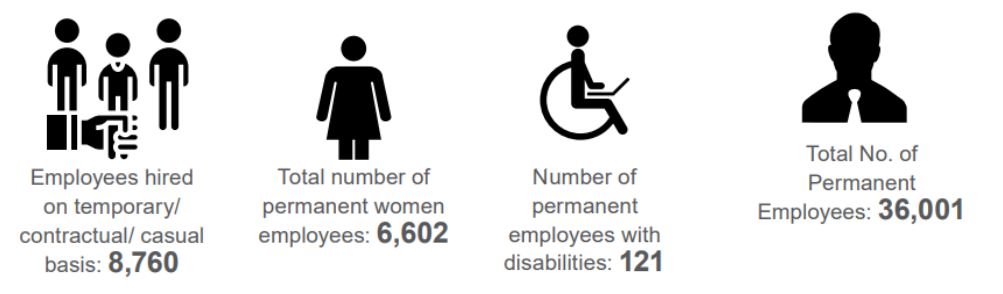 Employees hired
on temporary/
contractual/ casual
basis: 8,760
Total number of
permanent women
employees: 6,602
Number of
permanent
employees with
disabilities: 121
Total No. of
Permanent
Employees: 36,001